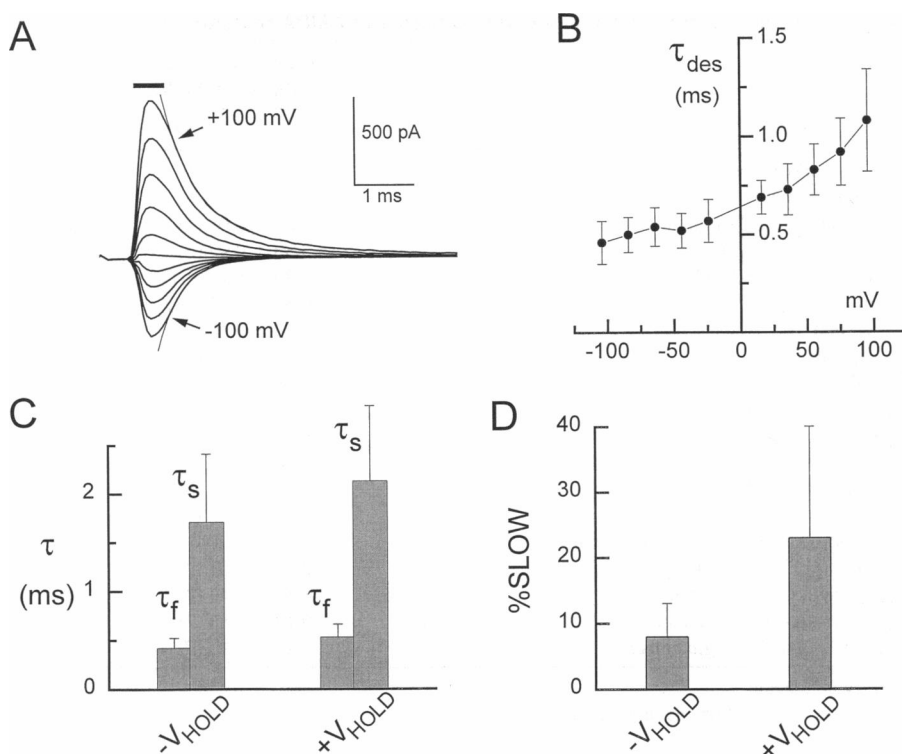 A
+100 mV
500 pA
1 ms
-100 mV
B
τdes
(ms)
1.5
1.0
0.5
mV
-100 -50 0 50 100
C
τ
(ms)
2
1
0
τf
τs
τf
τs
-VHOLD
+VHOLD
D
%SLOW
40
30
20
10
0
-VHOLD
+VHOLD